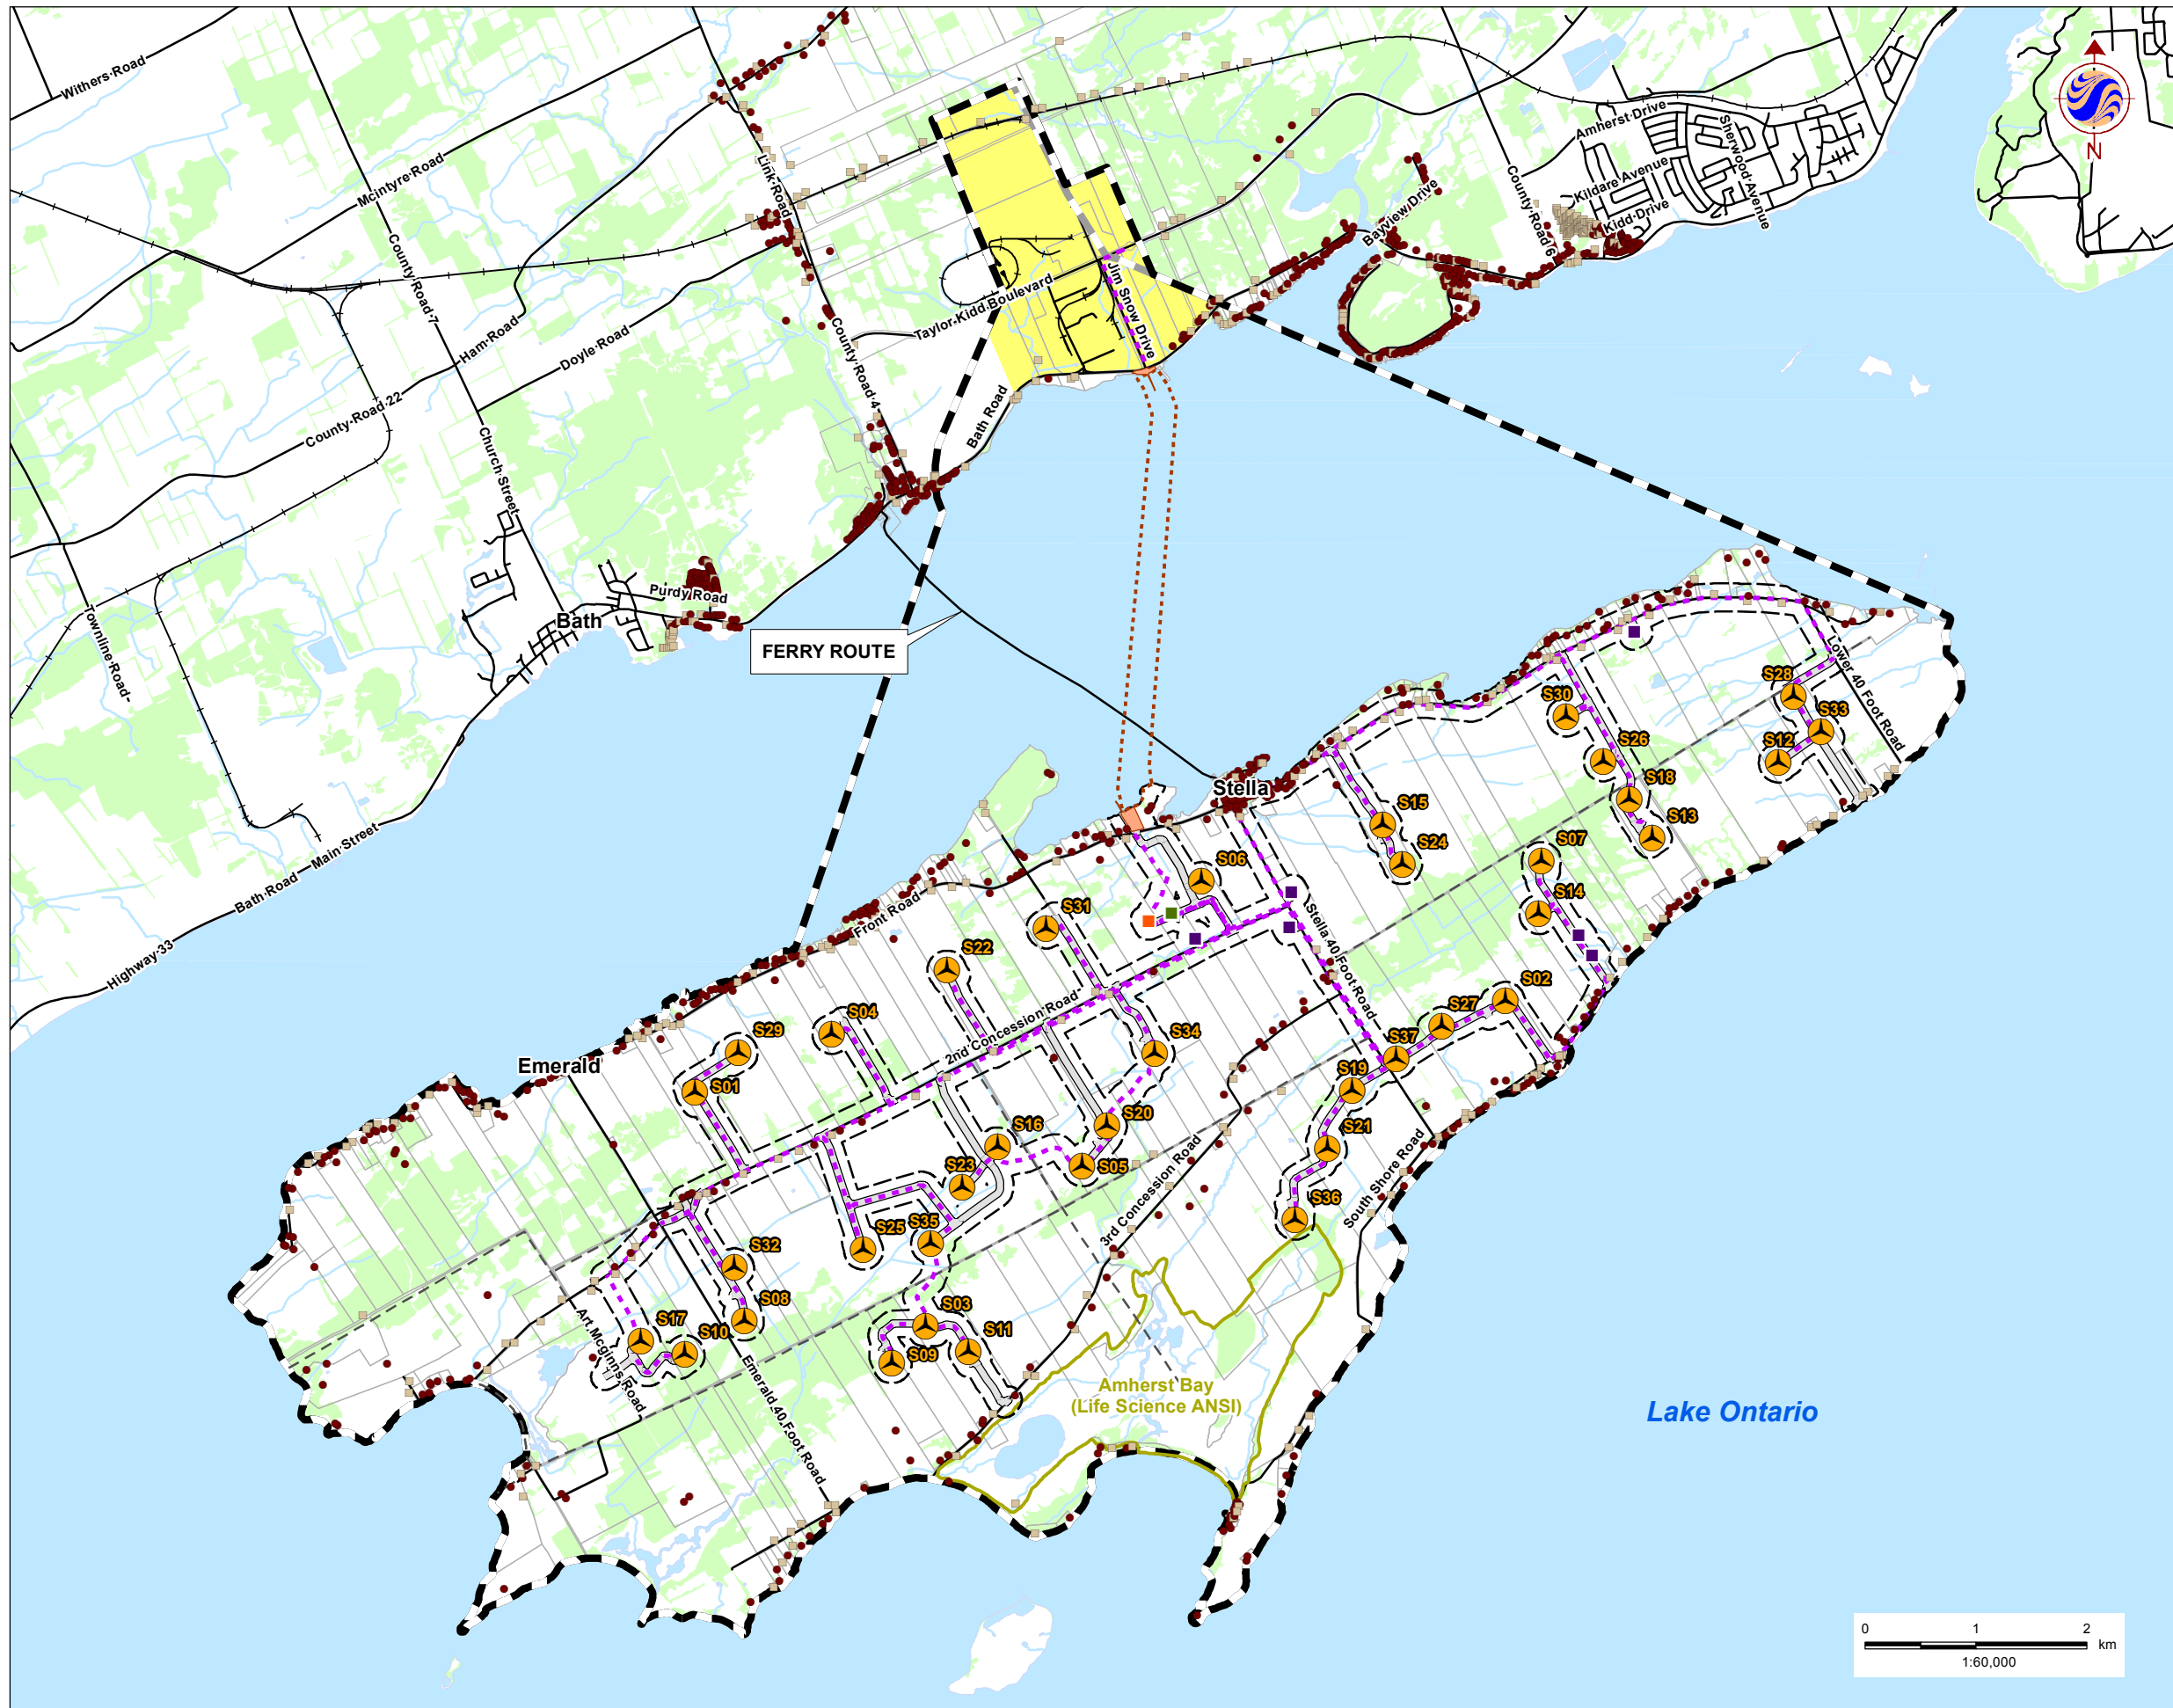 Withers Road
McIntyre Road
Link Road
County Road 7
Ham Road
Doyle Road
County Road 22
Church Street
County Road 4
Taylor Kidd Boulevard
Jim Snow Drive
Bath Road
Bayview Drive
County Road 6
Amherst Drive
Sherwood Avenue
Kildare Avenue
Kidd Drive
N
Townline Road
Purdy Road
Bath
FERRY ROUTE
Main Street
Bath Road
Highway 33
Stella
Lower 40 Foot Road
S28
S30
S33
S12
S26
S18
S13
S15
S24
S07
S14
S06
S31
Front Road
S22
Stella 40 Foot Road
S02
S27
S04
S29
2nd Concession Road
S34
S37
Emerald
S01
S19
S20
S16
S21
S05
S23
3rd Concession Road
South Shore Road
S36
S25
S35
S32
S03
S08
S17
S10
S11
S09
Art McGinns Road
Emerald 40 Foot Road
Amherst Bay
(Life Science ANSI)
Lake Ontario
0 1 2
km
1:60,000